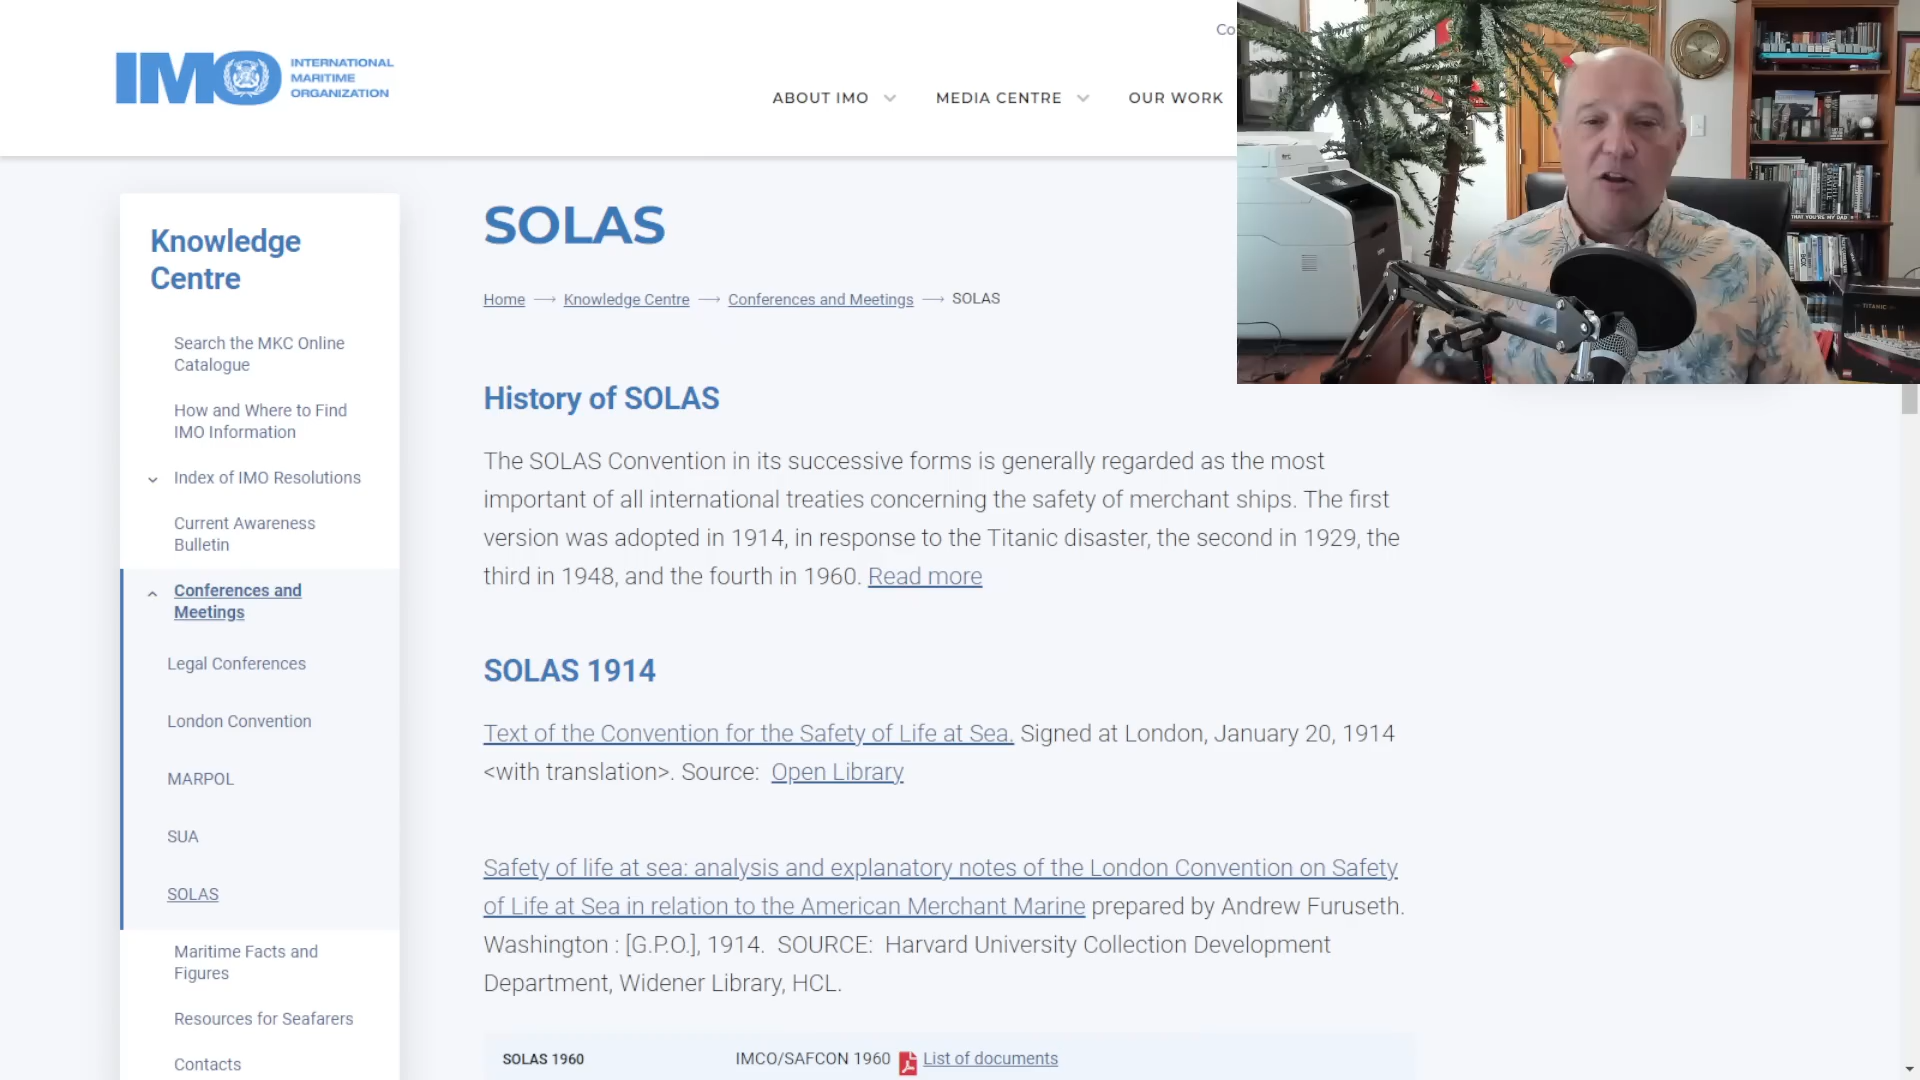 IMO
INTERNATIONAL
MARITIME
ORGANIZATION
Co
ABOUT IMO
MEDIA CENTRE
OUR WORK
THAT YOU'RE MY DAD
TITANIC
Knowledge
Centre
Search the MKC Online
Catalogue
How and Where to Find
IMO Information
Index of IMO Resolutions
Current Awareness
Bulletin
Conferences and
Meetings
Legal Conferences
London Convention
MARPOL
SUA
SOLAS
Maritime Facts and
Figures
Resources for Seafarers
Contacts
SOLAS
Home → Knowledge Centre → Conferences and Meetings → SOLAS
History of SOLAS
The SOLAS Convention in its successive forms is generally regarded as the most
important of all international treaties concerning the safety of merchant ships. The first
version was adopted in 1914, in response to the Titanic disaster, the second in 1929, the
third in 1948, and the fourth in 1960. Read more
SOLAS 1914
Text of the Convention for the Safety of Life at Sea. Signed at London, January 20, 1914
<with translation>. Source:  Open Library
Safety of life at sea: analysis and explanatory notes of the London Convention on Safety
of Life at Sea in relation to the American Merchant Marine prepared by Andrew Furuseth.
Washington : [G.P.O.], 1914.  SOURCE:  Harvard University Collection Development
Department, Widener Library, HCL.
SOLAS 1960 IMCO/SAFCON 1960 List of documents